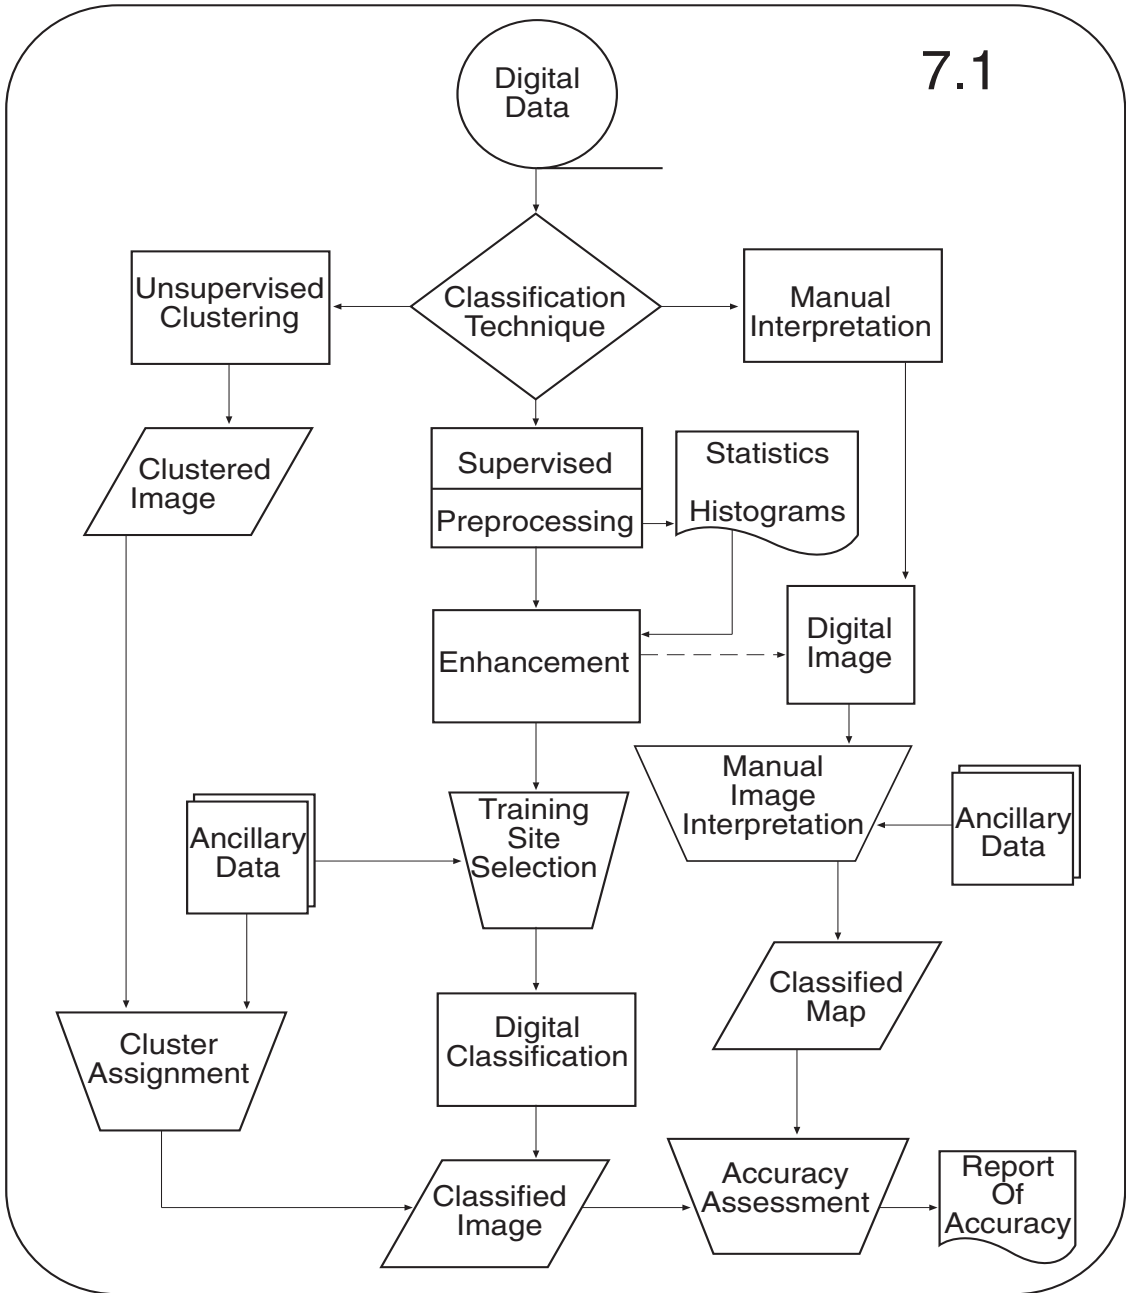 7.1
Digital
Data
Unsupervised
Clustering
Classification
Technique
Manual
Interpretation
Clustered
Image
Supervised
Preprocessing
Statistics
Histograms
Enhancement
Digital
Image
Ancillary
Data
Training
Site
Selection
Manual
Image
Interpretation
Ancillary
Data
Cluster
Assignment
Digital
Classification
Classified
Map
Classified
Image
Accuracy
Assessment
Report
Of
Accuracy